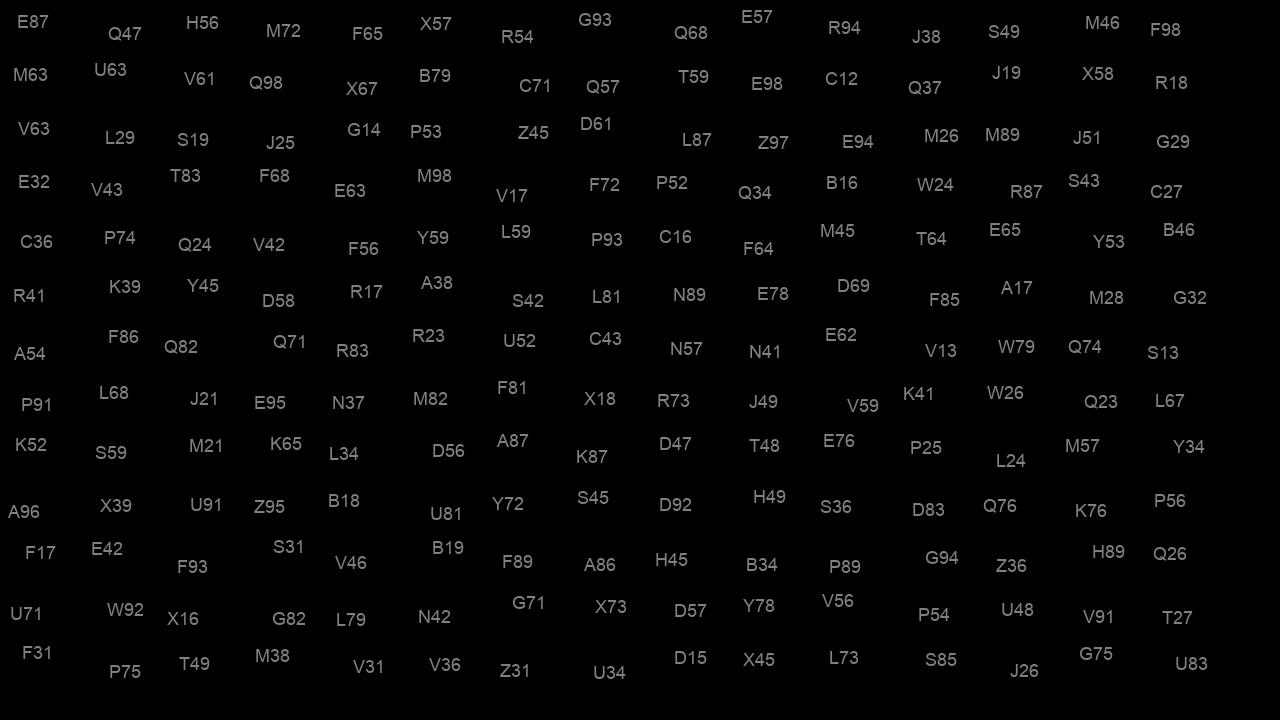 E87 Q47 H56 M72 F65 X57 R54 G93 Q68 E57 R94 J38 S49 M46 F98
M63 U63 V61 Q98 X67 B79 C71 Q57 T59 E98 C12 Q37 J19 X58 R18
V63 L29 S19 J25 G14 P53 Z45 D61 L87 Z97 E94 M26 M89 J51 G29
E32 V43 T83 F68 E63 M98 V17 F72 P52 Q34 B16 W24 R87 S43 C27
C36 P74 Q24 V42 F56 Y59 L59 P93 C16 F64 M45 T64 E65 Y53 B46
R41 K39 Y45 D58 R17 A38 S42 L81 N89 E78 D69 F85 A17 M28 G32
A54 F86 Q82 Q71 R83 R23 U52 C43 N57 N41 E62 V13 W79 Q74 S13
P91 L68 J21 E95 N37 M82 F81 X18 R73 J49 V59 K41 W26 Q23 L67
K52 S59 M21 K65 L34 D56 A87 K87 D47 T48 E76 P25 L24 M57 Y34
A96 X39 U91 Z95 B18 U81 Y72 S45 D92 H49 S36 D83 Q76 K76 P56
F17 E42 F93 S31 V46 B19 F89 A86 H45 B34 P89 G94 Z36 H89 Q26
U71 W92 X16 G82 L79 N42 G71 X73 D57 Y78 V56 P54 U48 V91 T27
F31 P75 T49 M38 V31 V36 Z31 U34 D15 X45 L73 S85 J26 G75 U83